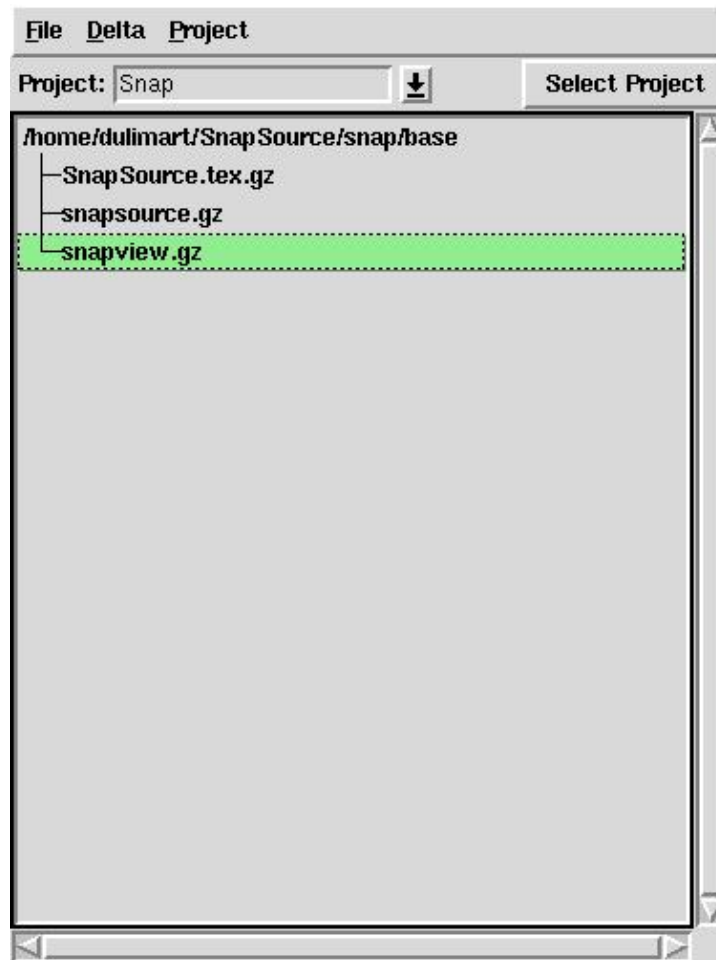 File Delta Project
Project: Snap Select Project
/home/dulimart/SnapSource/snap/base
SnapSource.tex.gz
snapsource.gz
snapview.gz